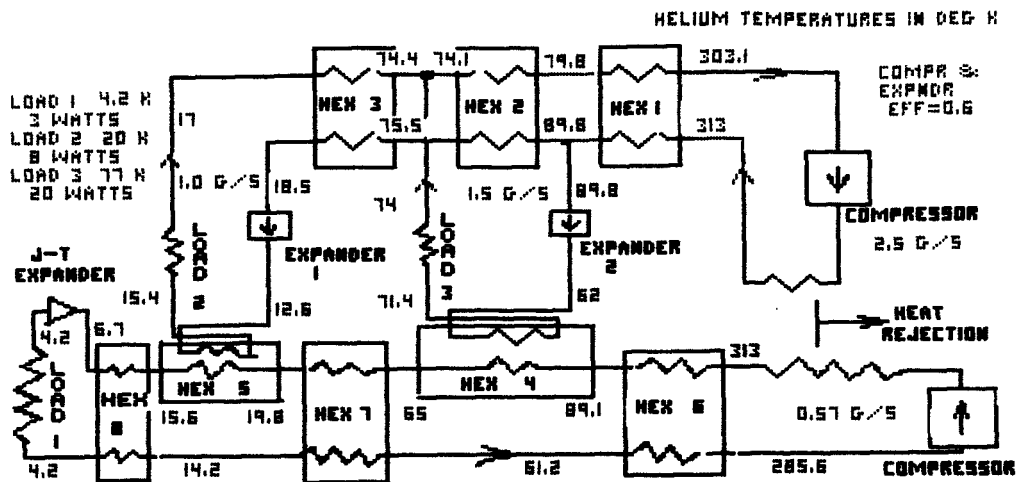 HELIUM TEMPERATURES IN DEG K
74.4
74.1
79.8
303.1
COMPR &
EXPNDR
EFF=0.6
LOAD 1 4.2 K
3 WATTS
LOAD 2 20 K
8 WATTS
LOAD 3 77 K
20 WATTS
17
HEX 3
HEX 2
HEX 1
75.5
89.8
313
1.0 G/S
18.5
74
1.5 G/S
89.8
COMPRESSOR
2.5 G/S
LOAD 2
EXPANDER
1
LOAD 3
EXPANDER
2
J-T
EXPANDER
15.4
12.6
71.4
62
HEAT
REJECTION
4.2
6.7
LOAD 1
HEX
8
HEX 5
HEX 7
HEX 4
HEX 6
313
15.6
19.8
65
89.1
0.57 G/S
4.2
14.2
61.2
285.6
COMPRESSOR